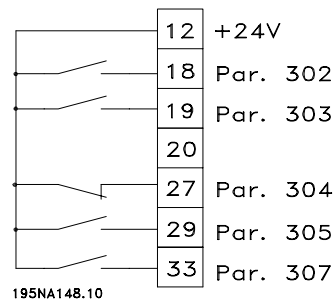 12 +24V
18 Par. 302
19 Par. 303
20
27 Par. 304
29 Par. 305
33 Par. 307
195NA148.10